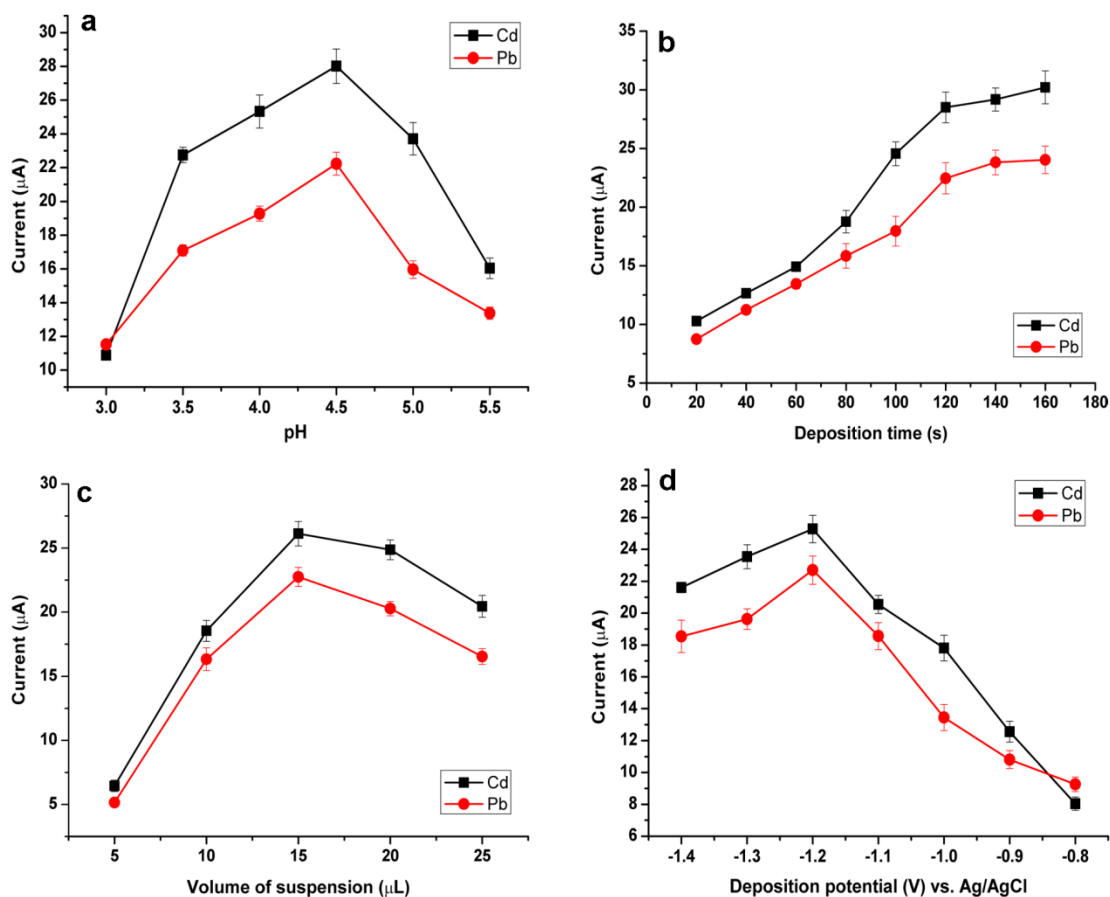 a
Cd
Pb
Current (μA)
28
26
24
22
20
18
16
14
12
10
3.0 3.5 4.0 4.5 5.0 5.5
pH
b
Cd
Pb
Current (μA)
35
30
25
20
15
10
5
0 20 40 60 80 100 120 140 160 180
Deposition time (s)
c
Cd
Pb
Current (μA)
30
25
20
15
10
5
5 10 15 20 25
Volume of suspension (μL)
d
Cd
Pb
Current (μA)
28
26
24
22
20
18
16
14
12
10
8
6
-1.4 -1.3 -1.2 -1.1 -1.0 -0.9 -0.8
Deposition potential (V) vs. Ag/AgCl